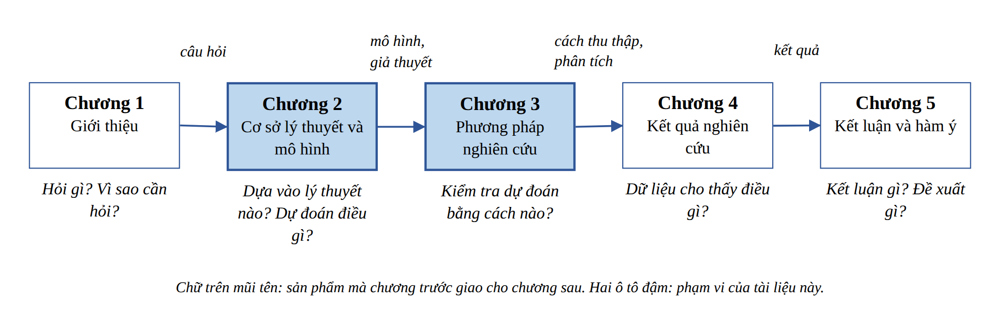 câu hỏi
mô hình,
giả thuyết
cách thu thập,
phân tích
kết quả
Chương 1
Giới thiệu
Chương 2
Cơ sở lý thuyết và
mô hình
Chương 3
Phương pháp
nghiên cứu
Chương 4
Kết quả nghiên
cứu
Chương 5
Kết luận và hàm ý
Hỏi gì? Vì sao cần
hỏi?
Dựa vào lý thuyết
nào? Dự đoán điều
gì?
Kiểm tra dự đoán
bằng cách nào?
Dữ liệu cho thấy điều
gì?
Kết luận gì? Đề xuất
gì?
Chữ trên mũi tên: sản phẩm mà chương trước giao cho chương sau. Hai ô tô đậm: phạm vi của tài liệu này.